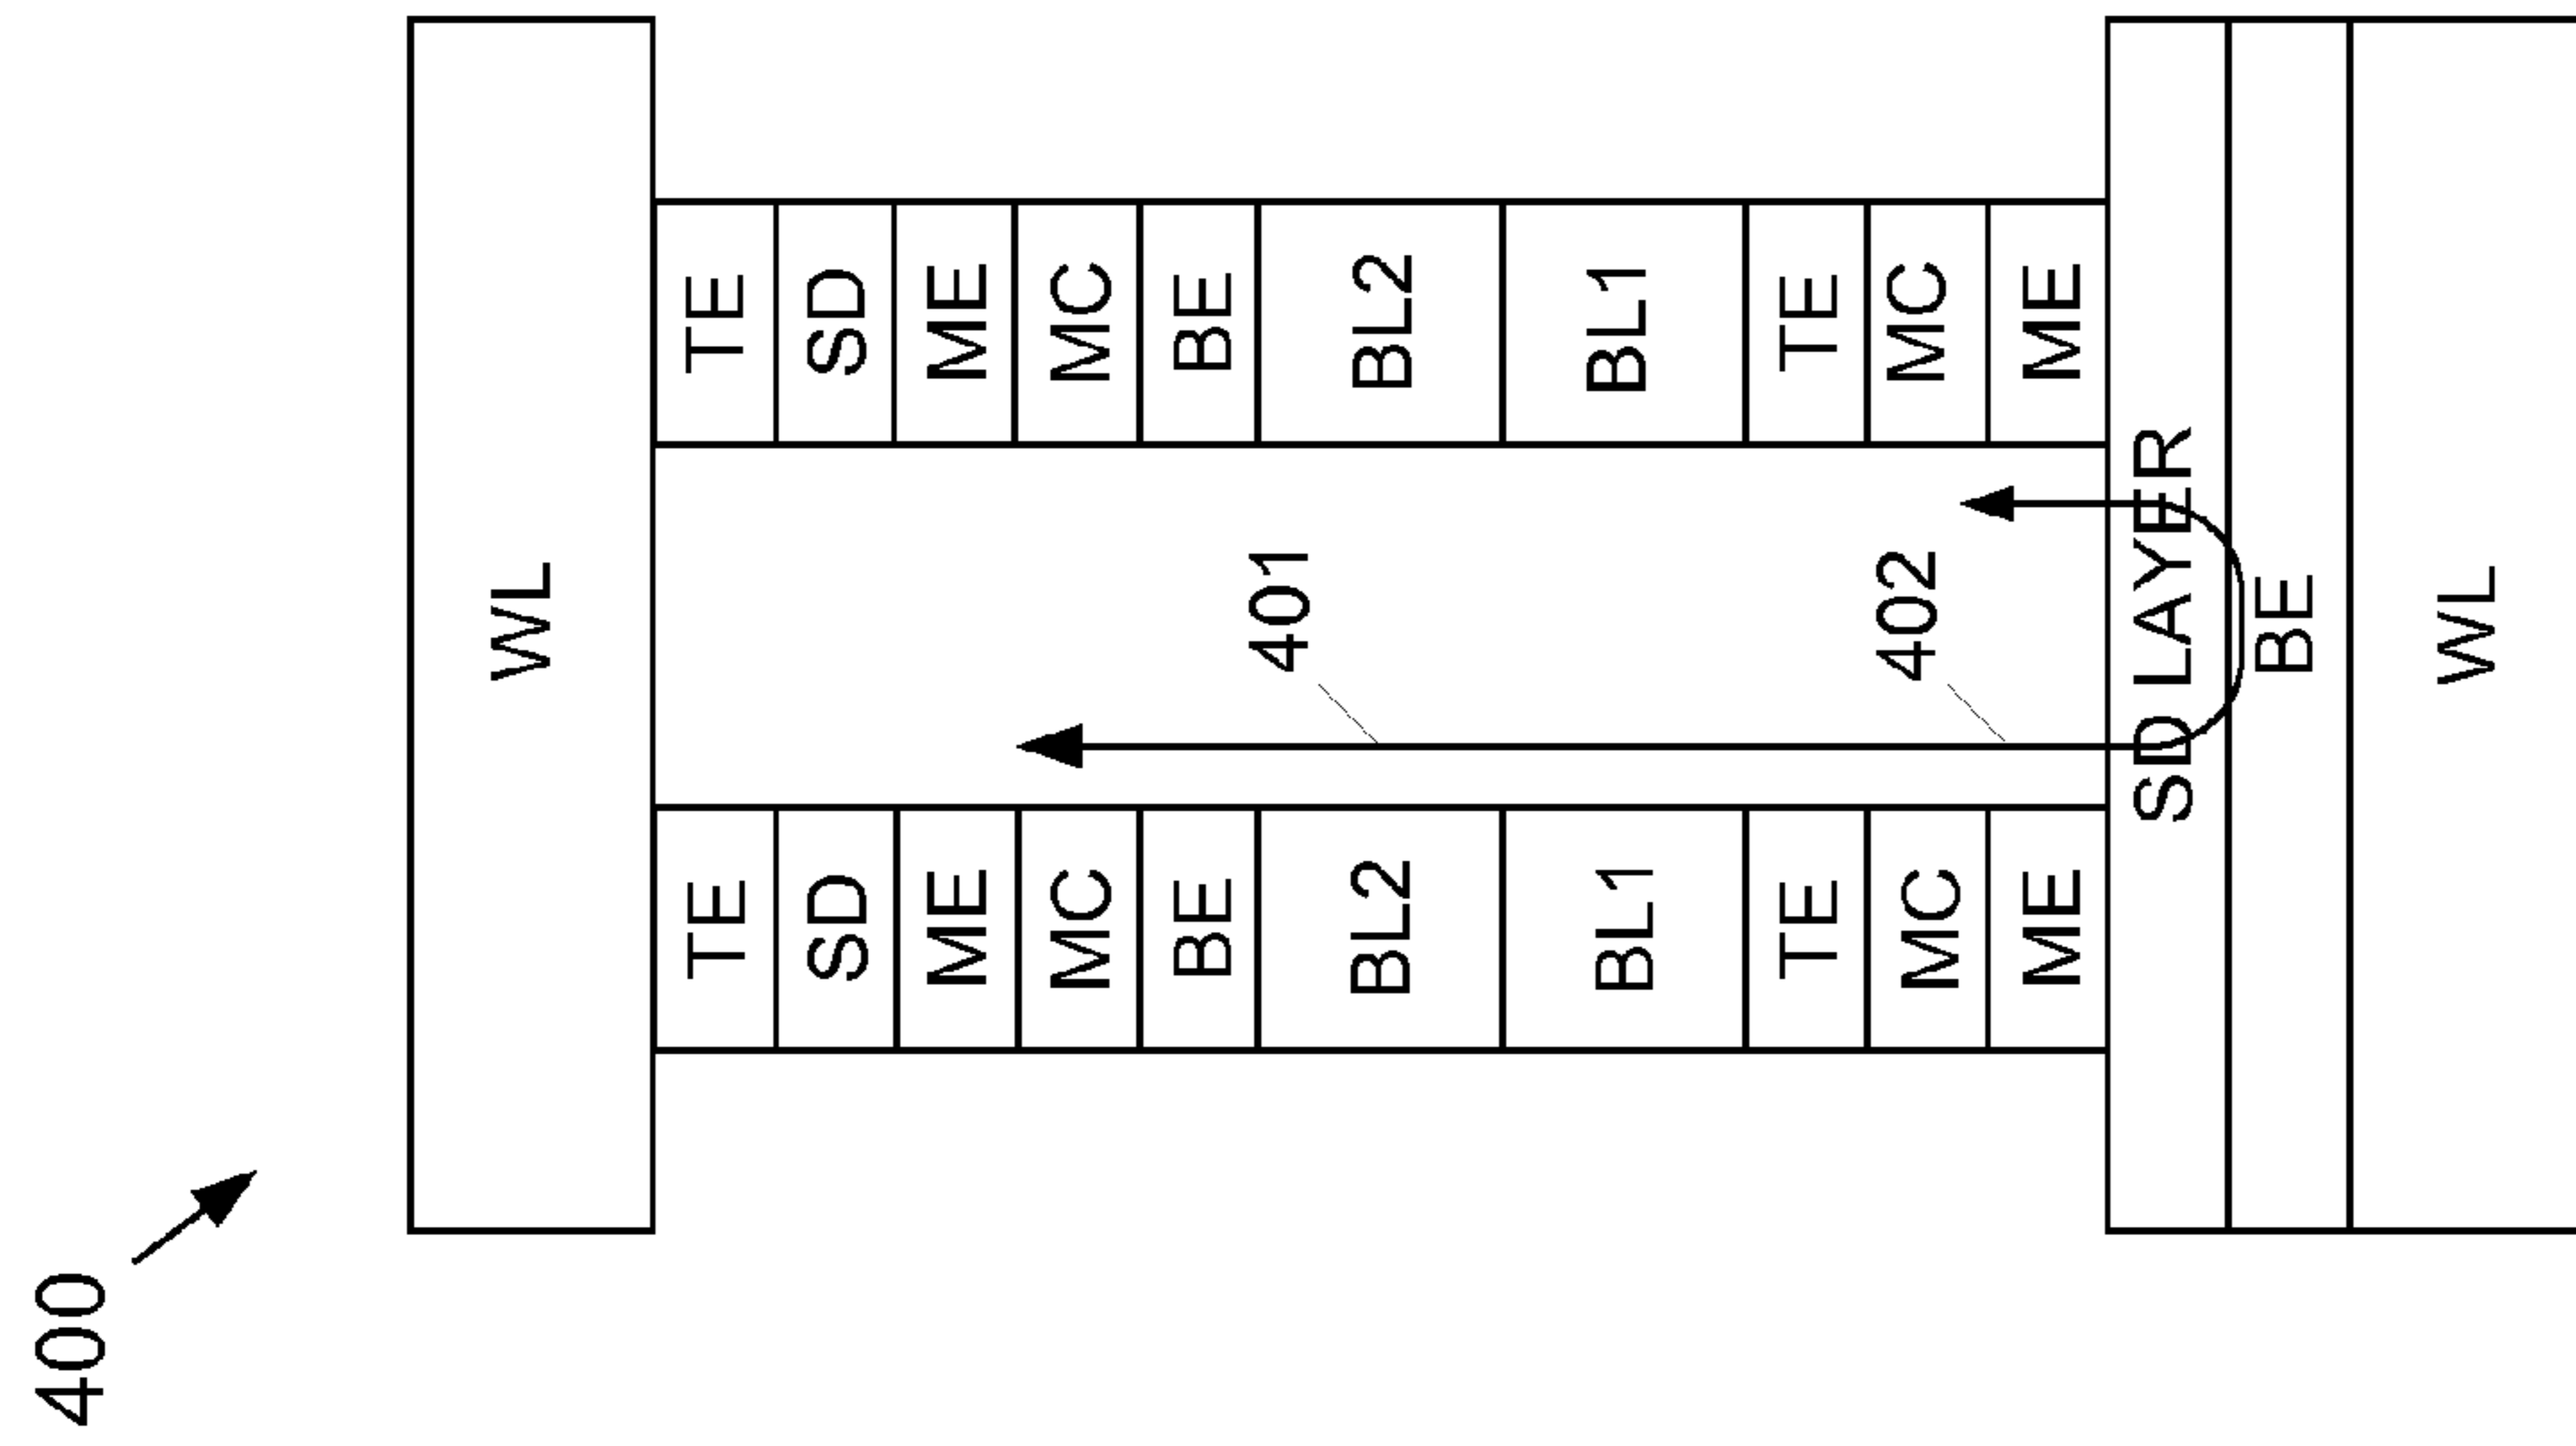 400
WL
TE TE
SD SD
ME ME
MC MC
BE BE
401
BL2 BL2
BL1 BL1
TE TE
MC 402 MC
ME ME
SD LAYER
BE
WL